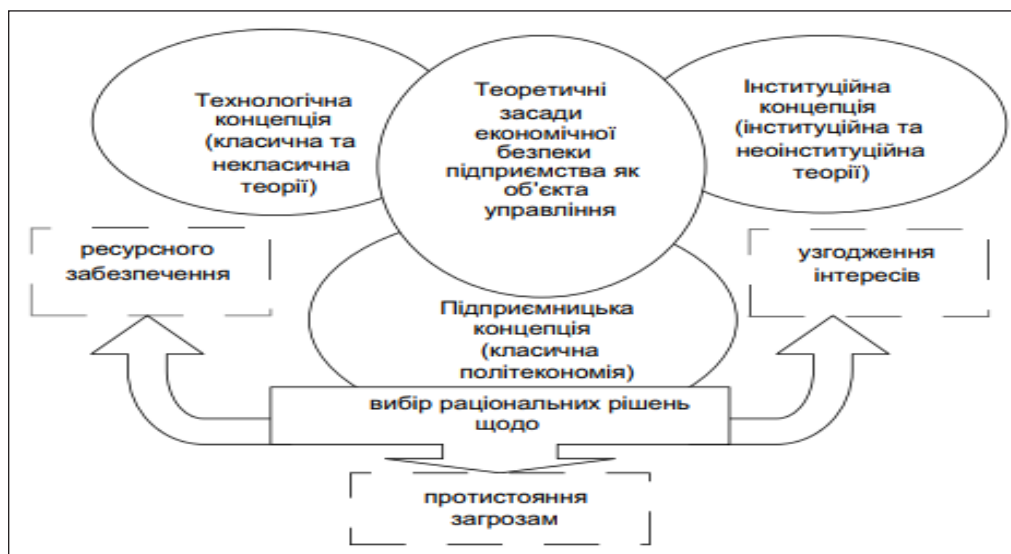 Технологічна
концепція
(класична та
некласична
теорії)
Теоретичні
засади
економічної
безпеки
підприємства як
об'єкта
управління
Інституційна
концепція
(інституційна та
неоінституційна
теорії)
ресурсного
забезпечення
узгодження
інтересів
Підприємницька
концепція
(класична
політекономія)
вибір раціональних рішень
щодо
протистояння
загрозам